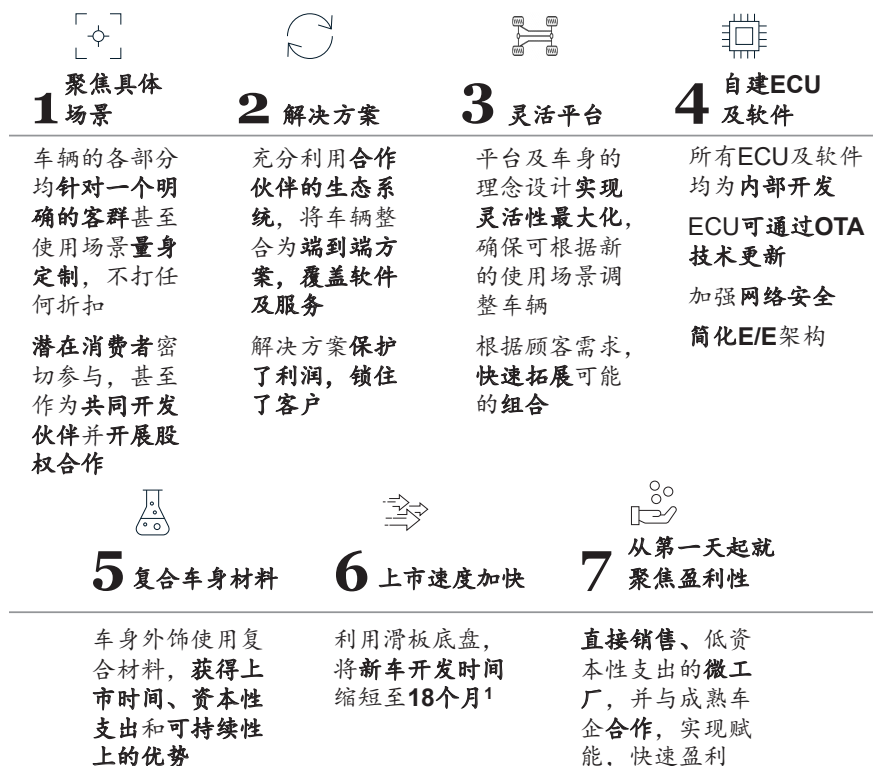 1 聚焦具体
场景
车辆的各部分
均针对一个明
确的客群甚至
使用场景量身
定制，不打任
何折扣
潜在消费者密
切参与，甚至
作为共同开发
伙伴并开展股
权合作
2 解决方案
充分利用合作
伙伴的生态系
统，将车辆整
合为端到端方
案，覆盖软件
及服务
解决方案保护
了利润，锁住
了客户
3 灵活平台
平台及车身的
理念设计实现
灵活性最大化，
确保可根据新
的使用场景调
整车辆
根据顾客需求，
快速拓展可能
的组合
4 自建ECU
及软件
所有ECU及软件
均为内部开发
ECU可通过OTA
技术更新
加强网络安全
简化E/E架构
5 复合车身材料
车身外饰使用复
合材料，获得上
市时间、资本性
支出和可持续性
上的优势
6 上市速度加快
利用滑板底盘，
将新车开发时间
缩短至18个月¹
7 从第一天起就
聚焦盈利性
直接销售、低资
本性支出的微工
厂，并与成熟车
企合作，实现赋
能，快速盈利